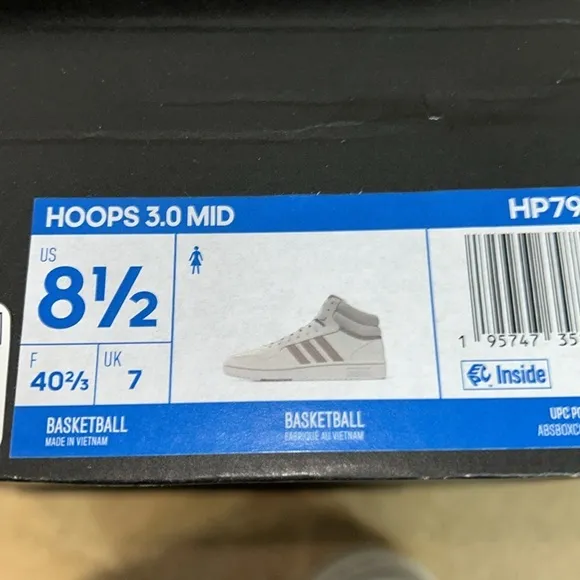 HOOPS 3.0 MID
HP79
US
8½
F
40⅔
UK
7
1 95747 35
Inside
BASKETBALL
MADE IN VIETNAM
BASKETBALL
FABRIQUÉ AU VIETNAM
UPC
ABSBOXC